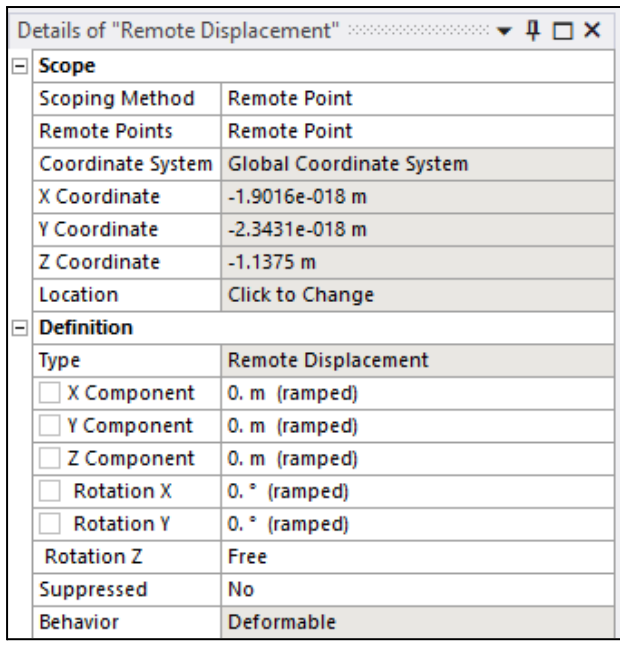 Details of "Remote Displacement"
Scope
Scoping Method Remote Point
Remote Points Remote Point
Coordinate System Global Coordinate System
X Coordinate -1.9016e-018 m
Y Coordinate -2.3431e-018 m
Z Coordinate -1.1375 m
Location Click to Change
Definition
Type Remote Displacement
X Component 0. m (ramped)
Y Component 0. m (ramped)
Z Component 0. m (ramped)
Rotation X 0. ° (ramped)
Rotation Y 0. ° (ramped)
Rotation Z Free
Suppressed No
Behavior Deformable